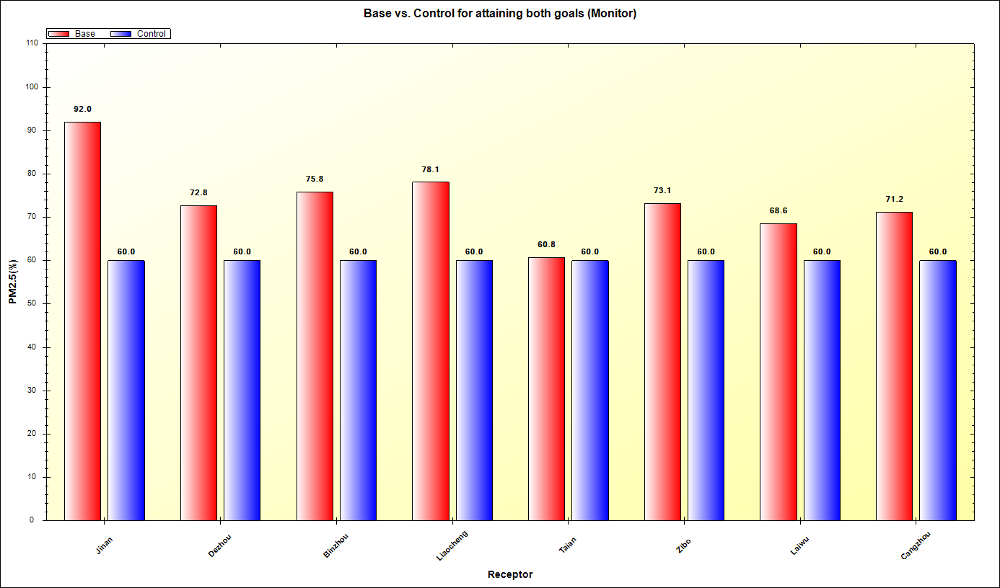 Base vs. Control for attaining both goals (Monitor)
Base Control
110
100
90
80
70
60
50
40
30
20
10
0
PM2.5(%)
92.0 60.0 72.8 60.0 75.8 60.0 78.1 60.0 60.8 60.0 73.1 60.0 68.6 60.0 71.2 60.0
Jinan Dezhou Binzhou Liaocheng Taian Zibo Laiwu Cangzhou
Receptor